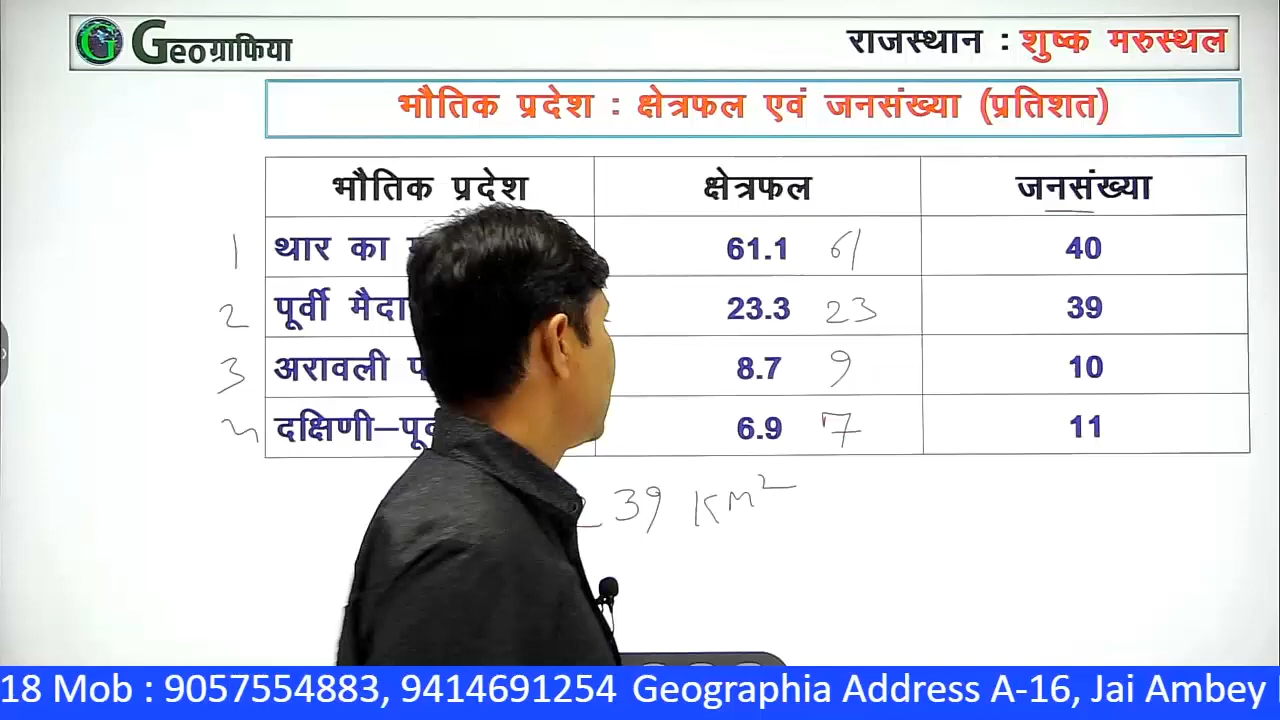 Geoग्राफिया
राजस्थान : शुष्क मरुस्थल
भौतिक प्रदेश : क्षेत्रफल एवं जनसंख्या (प्रतिशत)
भौतिक प्रदेश क्षेत्रफल जनसंख्या
1 थार का 61.1 61 40
2 पूर्वी 23.3 23 39
3 अरावली 8.7 9 10
4 6.9 7 11
39 KM²
18 Mob : 9057554883, 9414691254 Geographia Address A-16, Jai Ambey